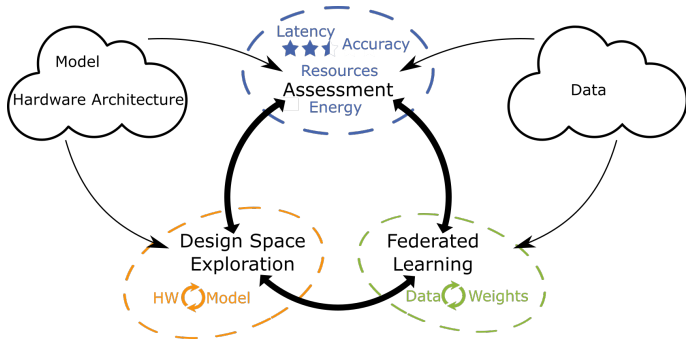 Latency
Accuracy
Resources
Assessment
Energy
Model
Hardware Architecture
Data
Design Space
Exploration
HW Model
Federated
Learning
Data Weights